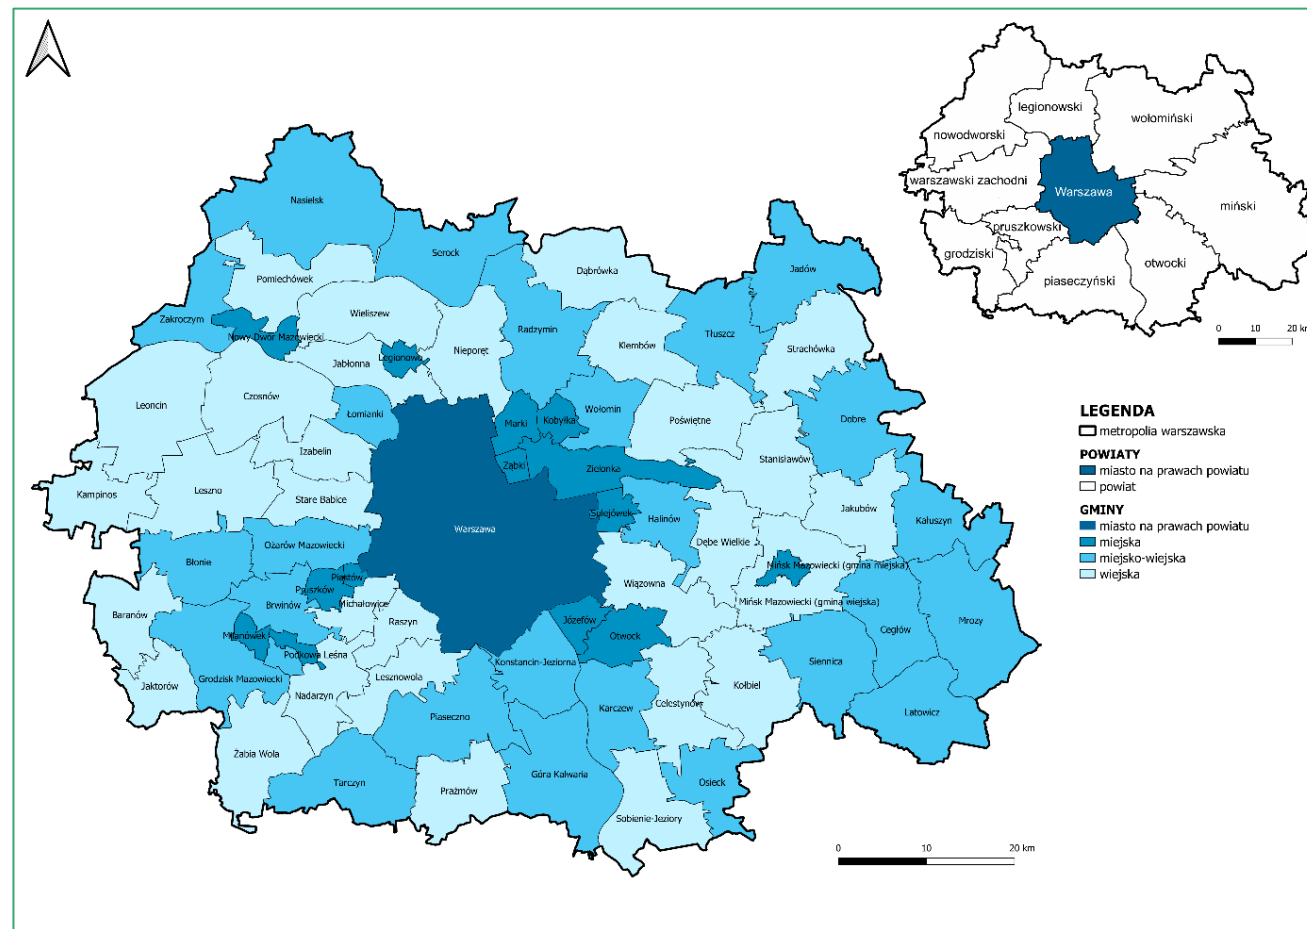 legionowski
wołomiński
nowodworski
warszawski zachodni
Warszawa
miński
pruszkowski
grodziski
otwocki
piaseczyński
0 10 20 km
Nasielsk
Serock
Dąbrówka
Jadów
Pomiechówek
Zakroczym
Wieliszew
Radzymin
Tłuszcz
Nowy Dwór Mazowiecki
Klembów
Strachówka
Legionowo
Nieporęt
Jabłonna
Czosnów
Leoncin
Łomianki
Wołomin
Marki
Kobyłka
Poświętne
Dobre
Izabelin
Ząbki
Zielonka
Stanisławów
Leszno
Kampinos
Stare Babice
Sulejówek
Halinów
Jakubów
Kałuszyn
Warszawa
Dębe Wielkie
Ożarów Mazowiecki
Błonie
Mińsk Mazowiecki (gmina miejska)
Piastów
Pruszków
Wiązowna
Brwinów
Michałowice
Mińsk Mazowiecki (gmina wiejska)
Baranów
Raszyn
Józefów
Mrozy
Milanówek
Otwock
Cegłów
Podkowa Leśna
Konstancin-Jeziorna
Siennica
Grodzisk Mazowiecki
Lesznowola
Jaktorów
Kołbiel
Nadarzyn
Celestynów
Karczew
Latowicz
Piaseczno
Żabia Wola
Góra Kalwaria
Tarczyn
Osieck
Prażmów
Sobienie-Jeziory
0 10 20 km
LEGENDA
metropolia warszawska
POWIATY
miasto na prawach powiatu
powiat
GMINY
miasto na prawach powiatu
miejska
miejsko-wiejska
wiejska